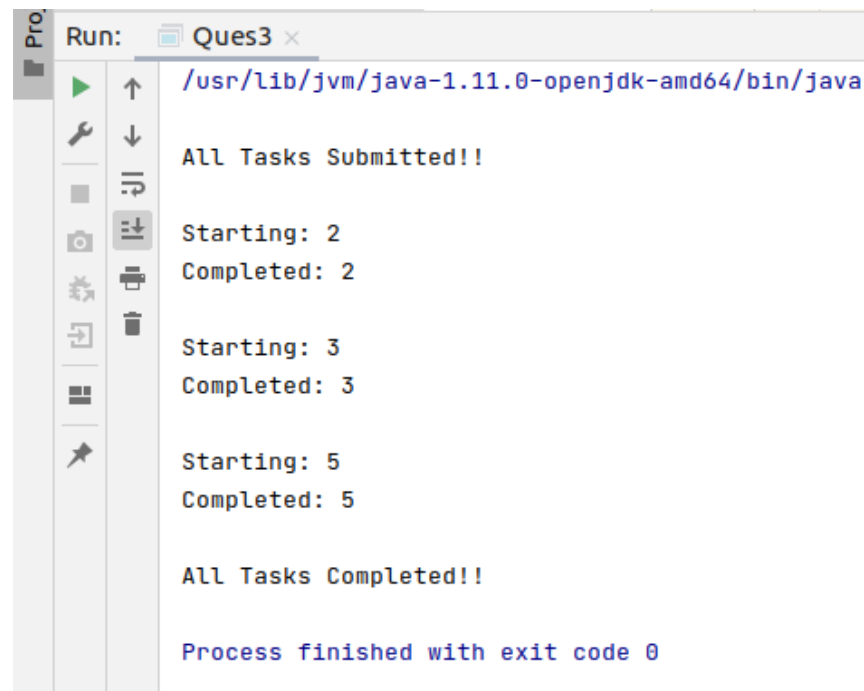 Pro
Run: Ques3
/usr/lib/jvm/java-1.11.0-openjdk-amd64/bin/java
All Tasks Submitted!!
Starting: 2
Completed: 2
Starting: 3
Completed: 3
Starting: 5
Completed: 5
All Tasks Completed!!
Process finished with exit code 0